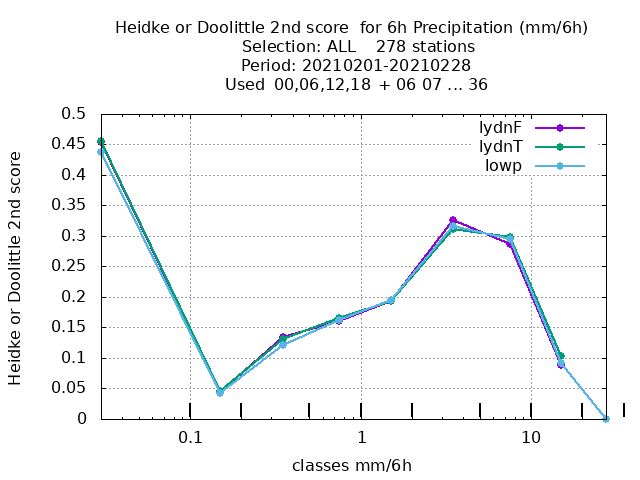 Heidke or Doolittle 2nd score  for 6h Precipitation (mm/6h)
Selection: ALL    278 stations
Period: 20210201-20210228
Used  00,06,12,18  + 06 07 ... 36
lydnF
lydnT
lowp
0.5
0.45
0.4
0.35
0.3
0.25
0.2
0.15
0.1
0.05
0
Heidke or Doolittle 2nd score
0.1 1 10
classes mm/6h